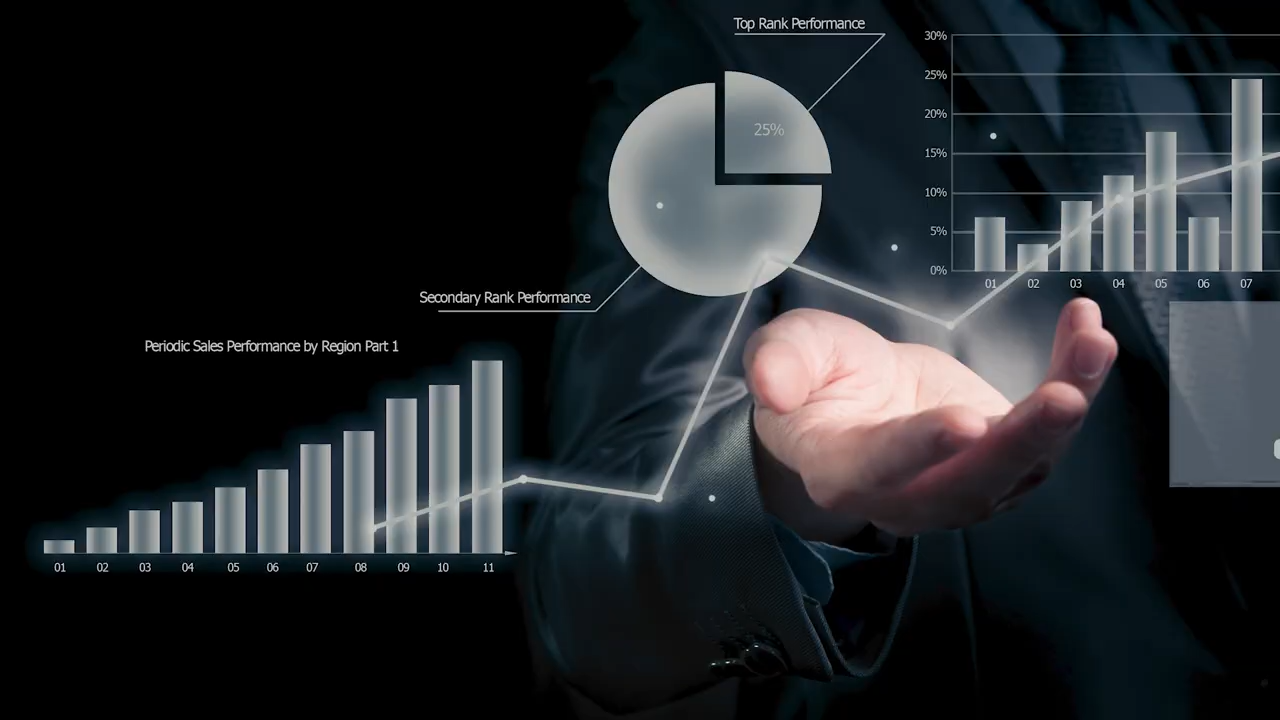 Top Rank Performance
25%
Secondary Rank Performance
Periodic Sales Performance by Region Part 1
01 02 03 04 05 06 07 08 09 10 11
30%
25%
20%
15%
10%
5%
0%
01 02 03 04 05 06 07